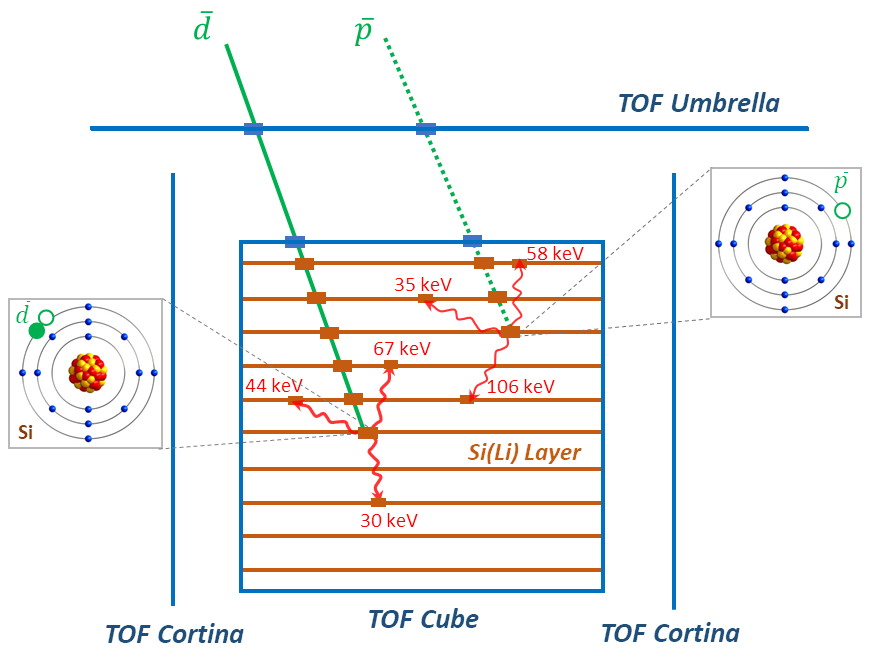 d̄
p̄
TOF Umbrella
p̄
Si
58 keV
35 keV
67 keV
44 keV
106 keV
d̄
Si
Si(Li) Layer
30 keV
TOF Cortina
TOF Cube
TOF Cortina